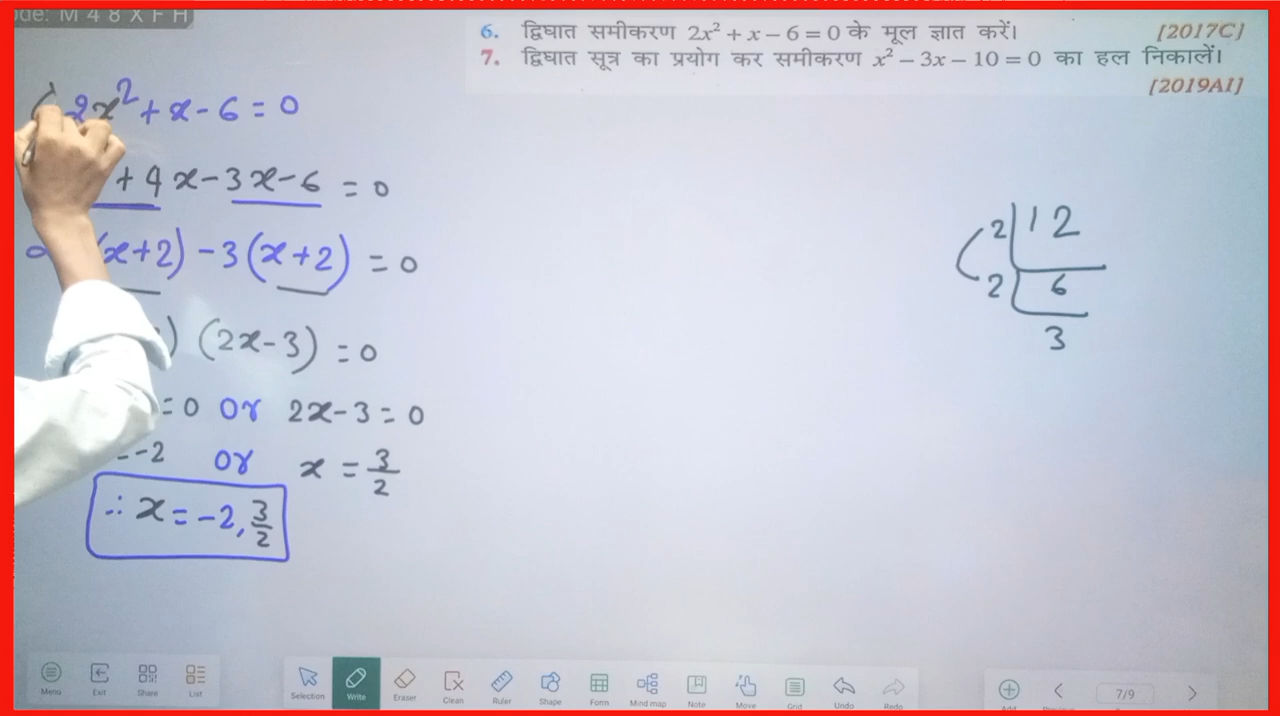 ode: M 4 8 X F H
6. द्विघात समीकरण 2x² + x − 6 = 0 के मूल ज्ञात करें। [2017C]
7. द्विघात सूत्र का प्रयोग कर समीकरण x² − 3x − 10 = 0 का हल निकालें।
[2019AI]
2x² + x − 6 = 0
+ 4x − 3x − 6 = 0
(x+2) − 3(x+2) = 0
) (2x−3) = 0
= 0 or 2x−3 = 0
= −2 or x = 3/2
∴ x = −2, 3/2
2 | 12
2 | 6
3
Menu Exit Share List Selection Write Eraser Clean Ruler Shape Form Mind map Note Move Grid Undo Redo Add 7/9